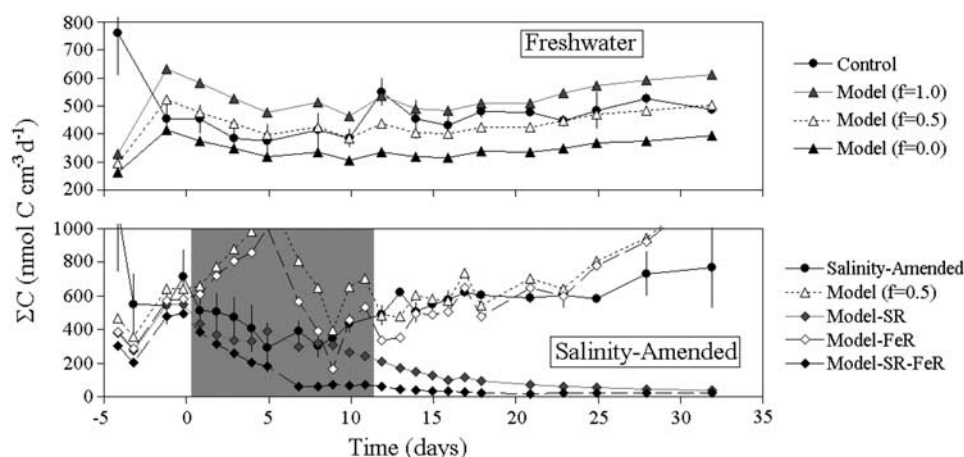 800
700
600
500
400
300
200
Freshwater
Control
Model (f=1.0)
Model (f=0.5)
Model (f=0.0)
ΣC (nmol C cm-3 d-1)
1000
800
600
400
200
0
Salinity-Amended
Salinity-Amended
Model (f=0.5)
Model-SR
Model-FeR
Model-SR-FeR
-5 0 5 10 15 20 25 30 35
Time (days)